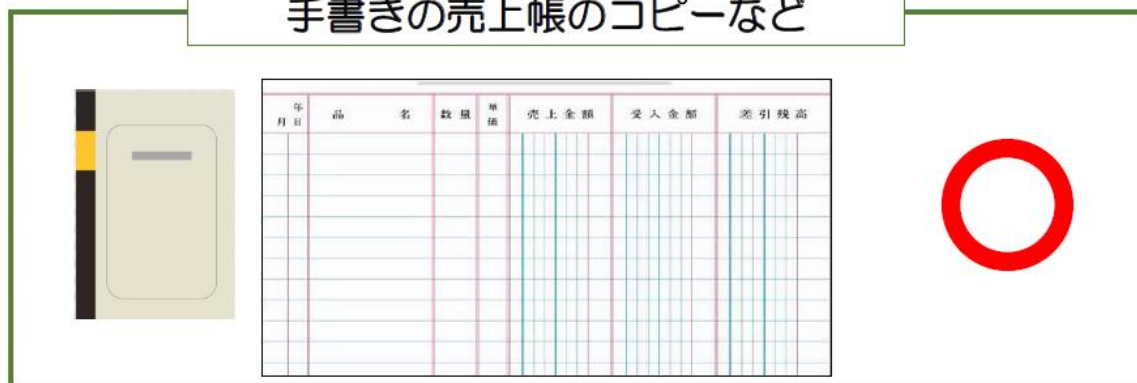 手書きの売上帳のコピーなど
年
月 日
品 名
数 量
単価
売 上 金 額
受 入 金 額
差 引 残 高